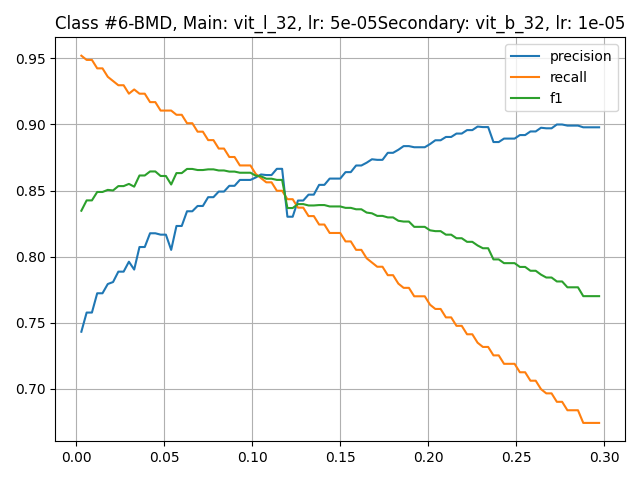 Class #6-BMD, Main: vit_l_32, lr: 5e-05Secondary: vit_b_32, lr: 1e-05
precision
recall
f1
0.95
0.90
0.85
0.80
0.75
0.70
0.00 0.05 0.10 0.15 0.20 0.25 0.30